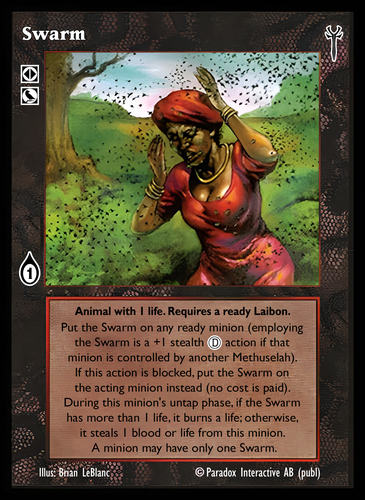 Swarm
1
Animal with 1 life. Requires a ready Laibon.
Put the Swarm on any ready minion (employing
the Swarm is a +1 stealth Ⓓ action if that
minion is controlled by another Methuselah).
If this action is blocked, put the Swarm on
the acting minion instead (no cost is paid).
During this minion's untap phase, if the Swarm
has more than 1 life, it burns a life; otherwise,
it steals 1 blood or life from this minion.
A minion may have only one Swarm.
Illus: Brian LeBlanc © Paradox Interactive AB (publ)